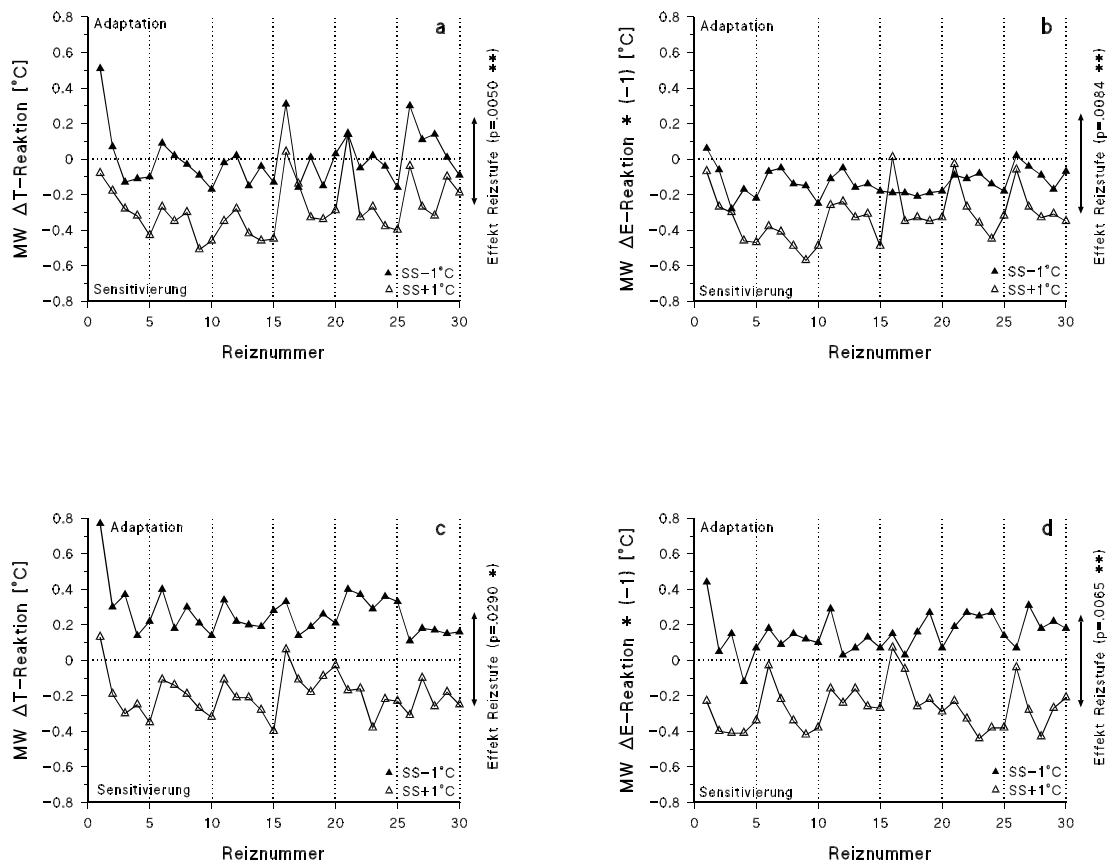 a
Adaptation
MW ΔT-Reaktion [°C]
0.8
0.6
0.4
0.2
0
-0.2
-0.4
-0.6
-0.8
Sensitivierung
SS-1°C
SS+1°C
Effekt Reizstufe (p=.0050 **)
0 5 10 15 20 25 30
Reiznummer
b
Adaptation
MW ΔE-Reaktion * (-1) [°C]
0.8
0.6
0.4
0.2
0
-0.2
-0.4
-0.6
-0.8
Sensitivierung
SS-1°C
SS+1°C
Effekt Reizstufe (p=.0084 **)
0 5 10 15 20 25 30
Reiznummer
c
Adaptation
MW ΔT-Reaktion [°C]
0.8
0.6
0.4
0.2
0
-0.2
-0.4
-0.6
-0.8
Sensitivierung
SS-1°C
SS+1°C
Effekt Reizstufe (p=.0290 *)
0 5 10 15 20 25 30
Reiznummer
d
Adaptation
MW ΔE-Reaktion * (-1) [°C]
0.8
0.6
0.4
0.2
0
-0.2
-0.4
-0.6
-0.8
Sensitivierung
SS-1°C
SS+1°C
Effekt Reizstufe (p=.0065 **)
0 5 10 15 20 25 30
Reiznummer